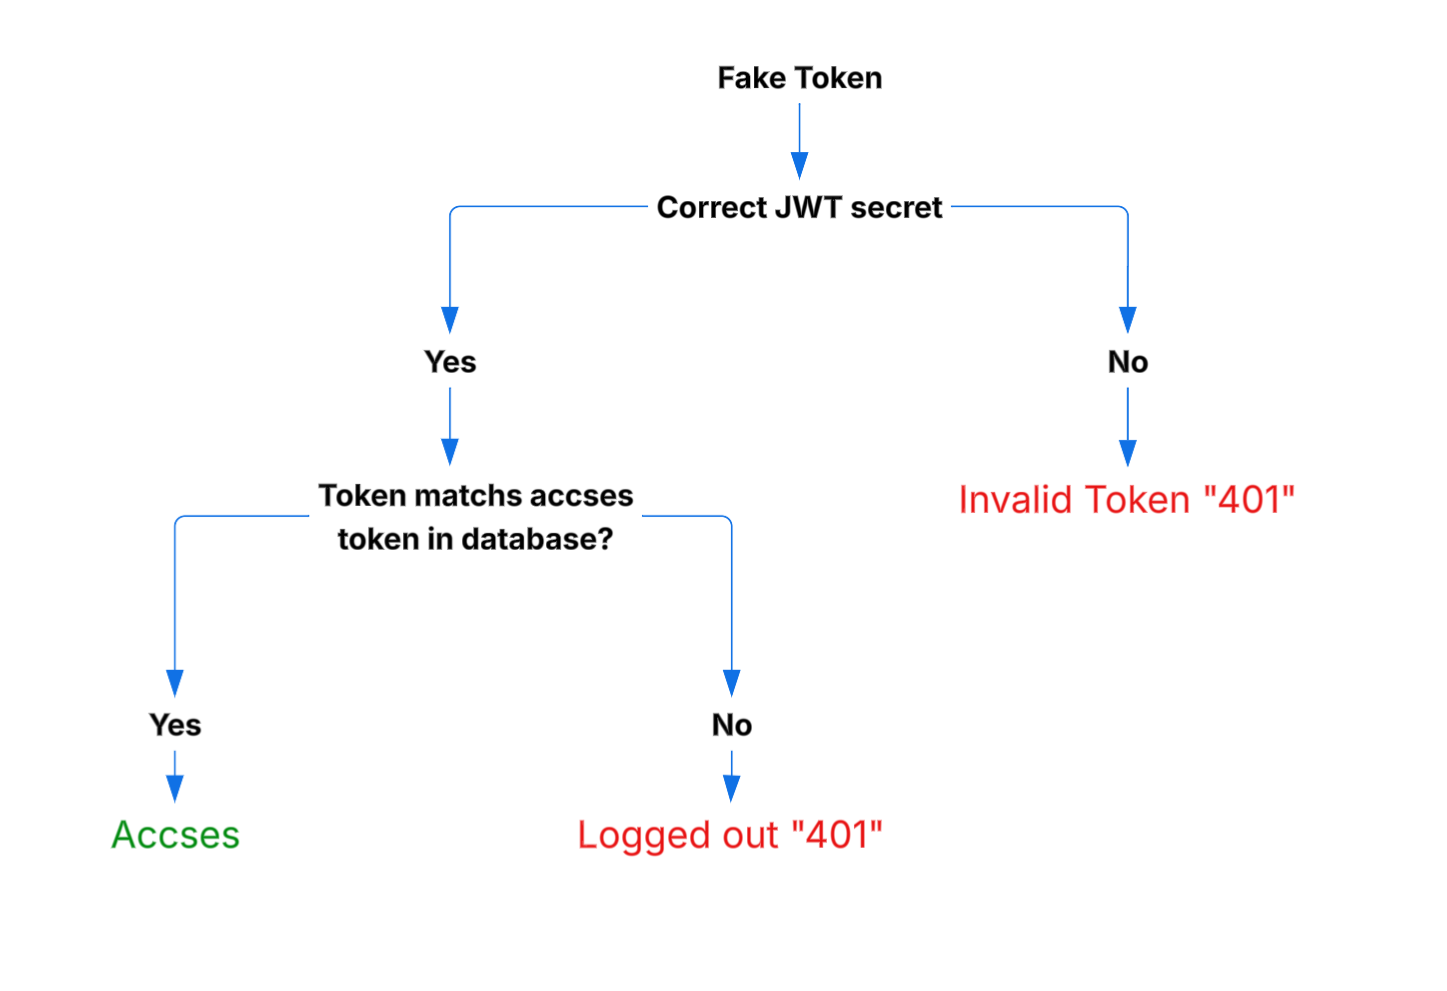 Fake Token
Correct JWT secret
Yes
No
Token matchs accses
token in database?
Invalid Token "401"
Yes
No
Accses
Logged out "401"